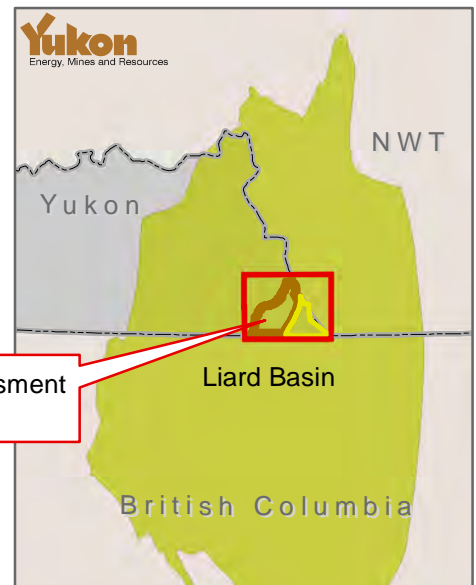 Yukon
Energy, Mines and Resources
NWT
Yukon
sment
Liard Basin
British Columbia